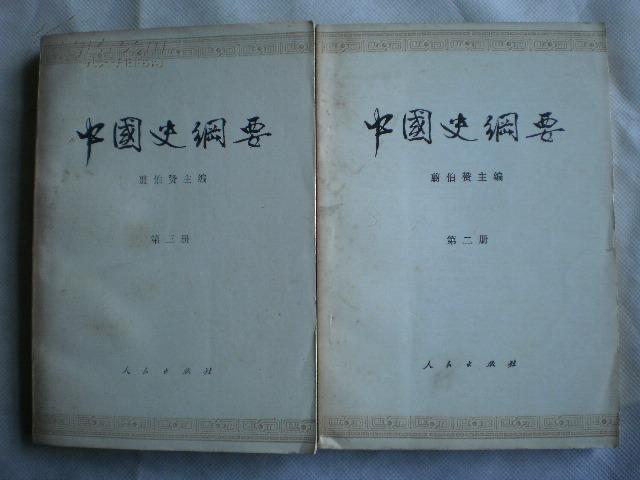 中國史綱要
翦伯赞主编
第三册
人民出版社
中國史綱要
翦伯赞主编
第二册
人民出版社